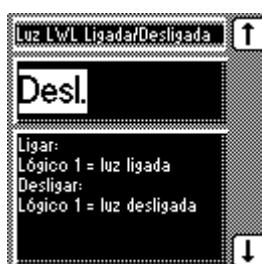 Luz LWL Ligada/Desligada
Desl.
Ligar:
Lógico 1 = luz ligada
Desligar:
Lógico 1 = luz desligada